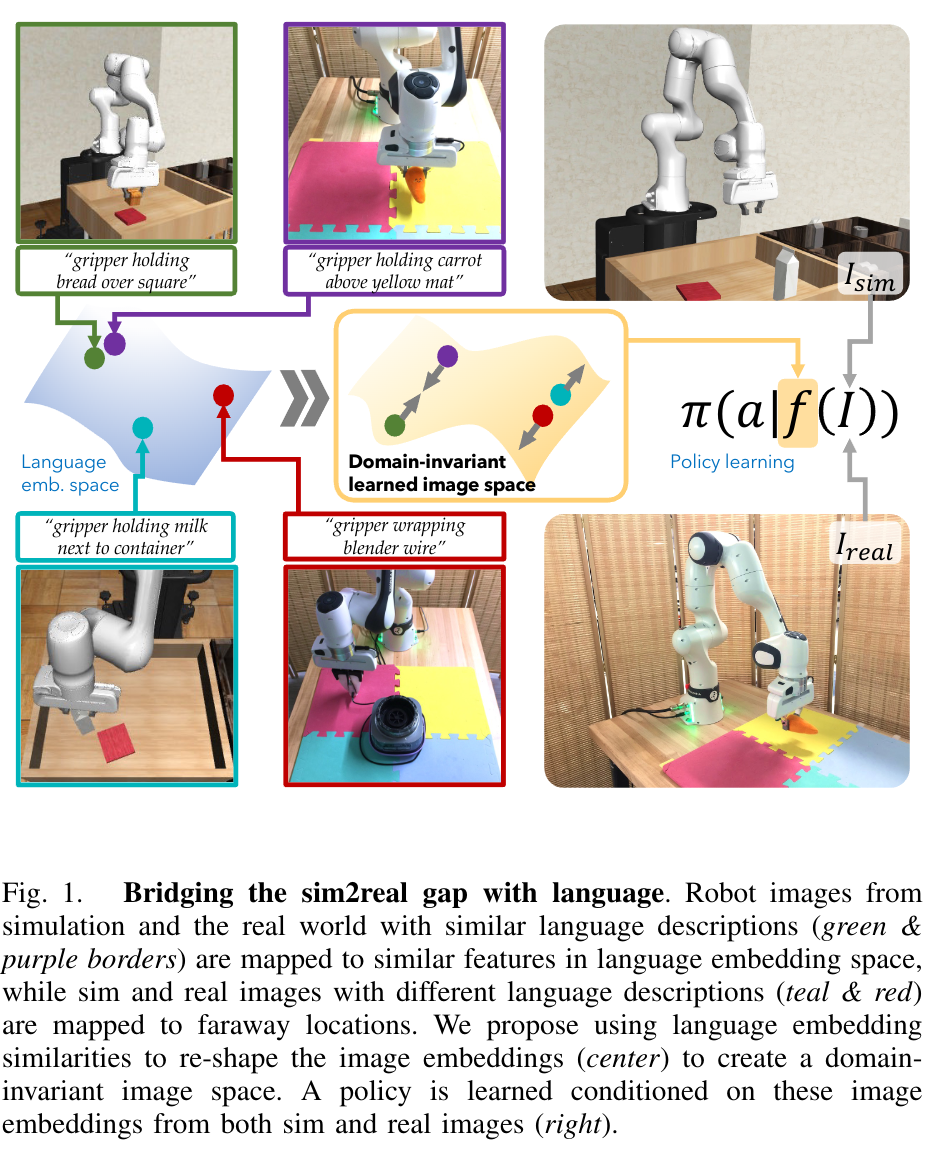 “gripper holding
bread over square”
“gripper holding carrot
above yellow mat”
I_sim
Language
emb. space
Domain-invariant
learned image space
π(a|f(I))
Policy learning
“gripper holding milk
next to container”
“gripper wrapping
blender wire”
I_real
Fig. 1. Bridging the sim2real gap with language. Robot images from
simulation and the real world with similar language descriptions (green &
purple borders) are mapped to similar features in language embedding space,
while sim and real images with different language descriptions (teal & red)
are mapped to faraway locations. We propose using language embedding
similarities to re-shape the image embeddings (center) to create a domain-
invariant image space. A policy is learned conditioned on these image
embeddings from both sim and real images (right).